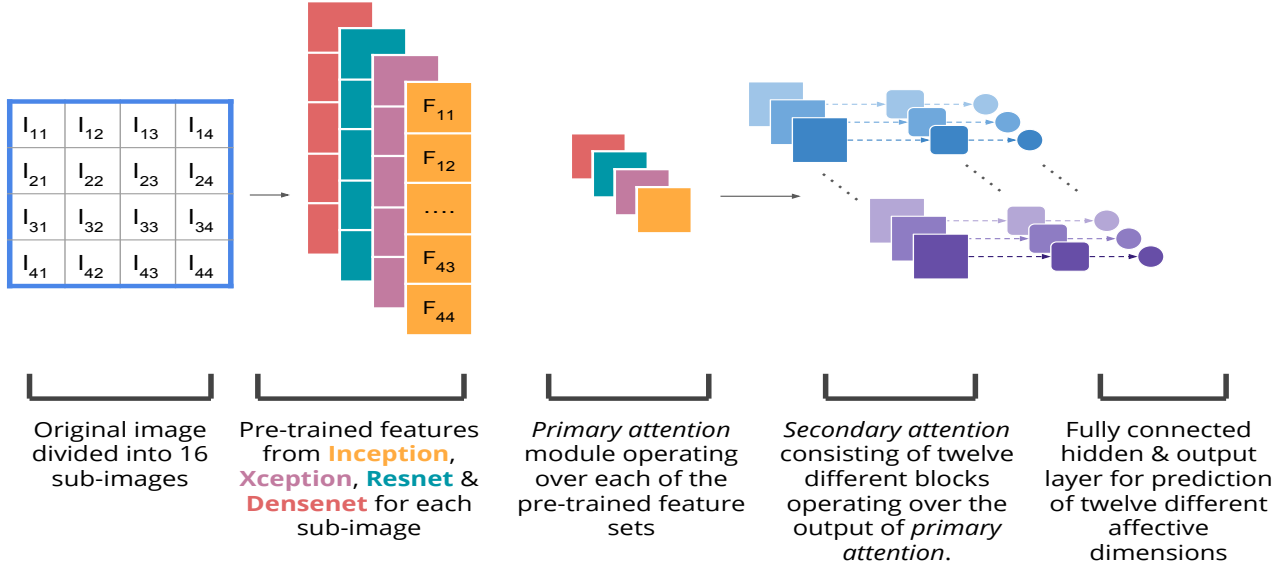 I11 I12 I13 I14
I21 I22 I23 I24
I31 I32 I33 I34
I41 I42 I43 I44
F11
F12
....
F43
F44
Original image
divided into 16
sub-images
Pre-trained features
from Inception,
Xception, Resnet &
Densenet for each
sub-image
Primary attention
module operating
over each of the
pre-trained feature
sets
Secondary attention
consisting of twelve
different blocks
operating over the
output of primary
attention.
Fully connected
hidden & output
layer for prediction
of twelve different
affective
dimensions